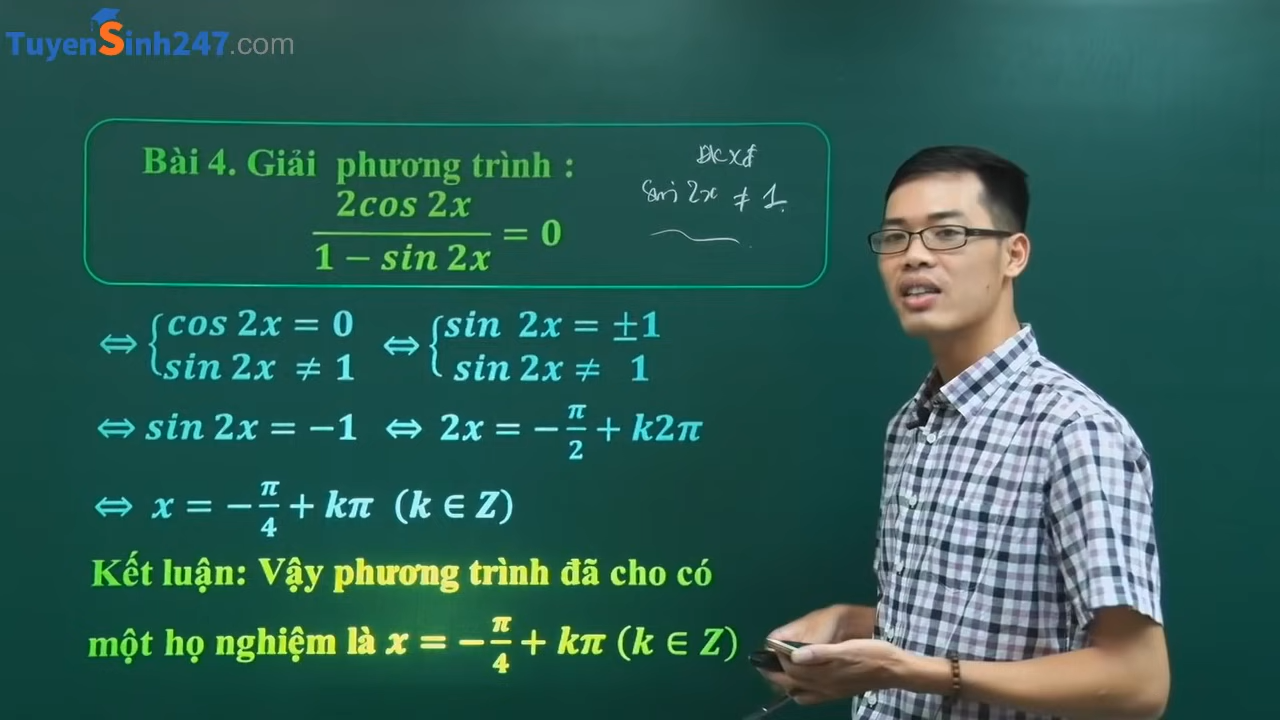 TuyenSinh247.com
Bài 4. Giải phương trình :
2cos 2x / 1 − sin 2x = 0
ĐKXĐ
sin 2x ≠ 1.
⇔ { cos 2x = 0 ; sin 2x ≠ 1 ⇔ { sin 2x = ±1 ; sin 2x ≠ 1
⇔ sin 2x = −1 ⇔ 2x = −π/2 + k2π
⇔ x = −π/4 + kπ (k ∈ Z)
Kết luận: Vậy phương trình đã cho có
một họ nghiệm là x = −π/4 + kπ (k ∈ Z)